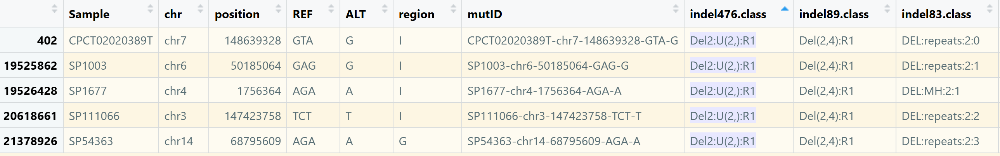 Sample chr position REF ALT region mutID indel476.class indel89.class indel83.class
402 CPCT02020389T chr7 148639328 GTA G I CPCT02020389T-chr7-148639328-GTA-G Del2:U(2,):R1 Del(2,4):R1 DEL:repeats:2:0
19525862 SP1003 chr6 50185064 GAG G I SP1003-chr6-50185064-GAG-G Del2:U(2,):R1 Del(2,4):R1 DEL:repeats:2:1
19526428 SP1677 chr4 1756364 AGA A I SP1677-chr4-1756364-AGA-A Del2:U(2,):R1 Del(2,4):R1 DEL:MH:2:1
20618661 SP111066 chr3 147423758 TCT T I SP111066-chr3-147423758-TCT-T Del2:U(2,):R1 Del(2,4):R1 DEL:repeats:2:2
21378926 SP54363 chr14 68795609 AGA A G SP54363-chr14-68795609-AGA-A Del2:U(2,):R1 Del(2,4):R1 DEL:repeats:2:3